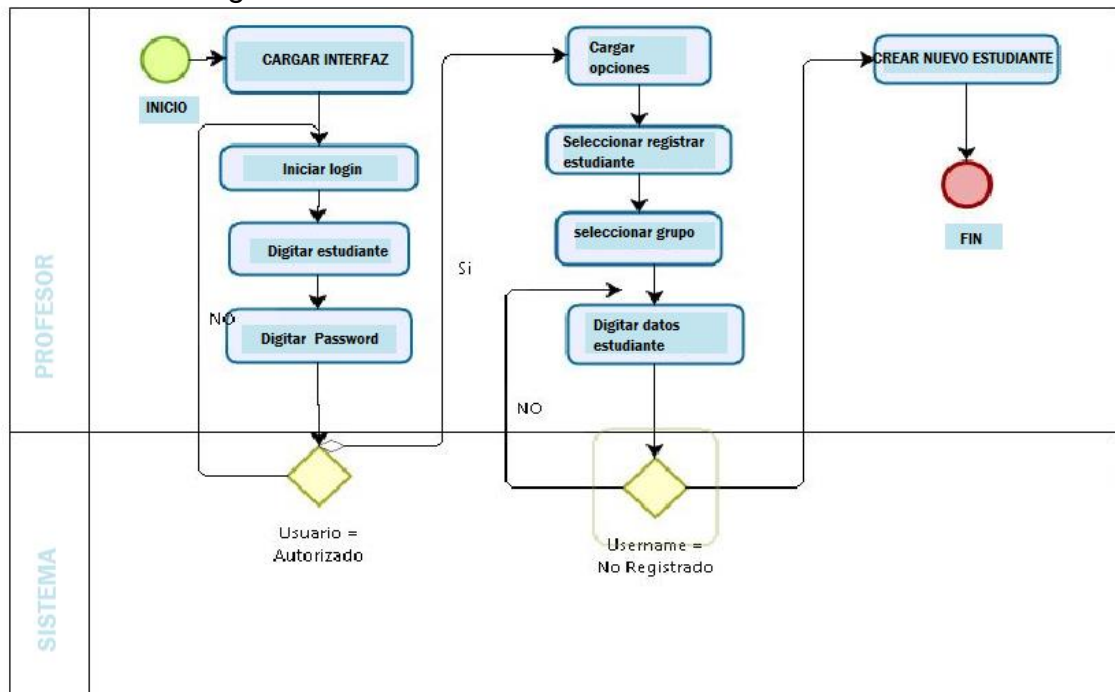 CARGAR INTERFAZ
INICIO
Iniciar login
Digitar estudiante
NO
Digitar Password
Usuario =
Autorizado
Si
Cargar
opciones
Seleccionar registrar
estudiante
seleccionar grupo
Digitar datos
estudiante
NO
Username =
No Registrado
CREAR NUEVO ESTUDIANTE
FIN
PROFESOR
SISTEMA